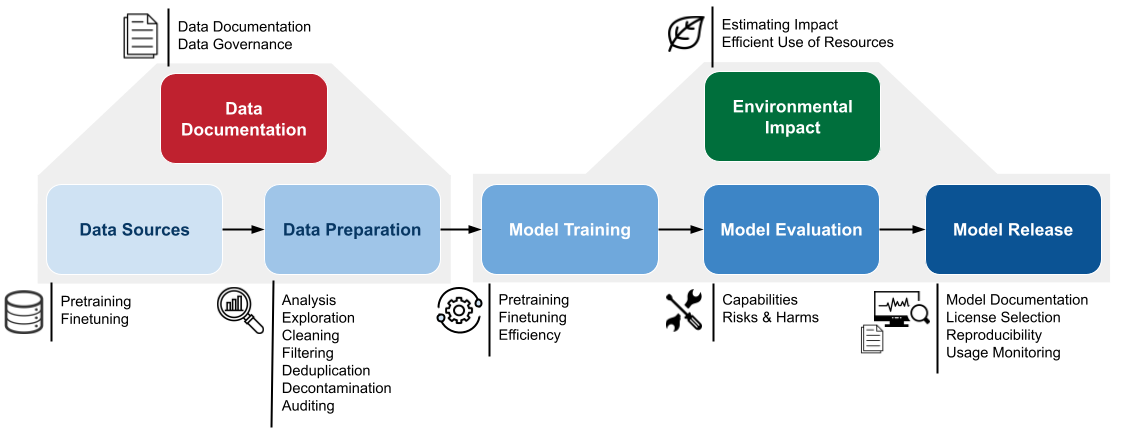 Data Documentation
Data Governance
Estimating Impact
Efficient Use of Resources
Data
Documentation
Environmental
Impact
Data Sources
Data Preparation
Model Training
Model Evaluation
Model Release
Pretraining
Finetuning
Analysis
Exploration
Cleaning
Filtering
Deduplication
Decontamination
Auditing
Pretraining
Finetuning
Efficiency
Capabilities
Risks & Harms
Model Documentation
License Selection
Reproducibility
Usage Monitoring